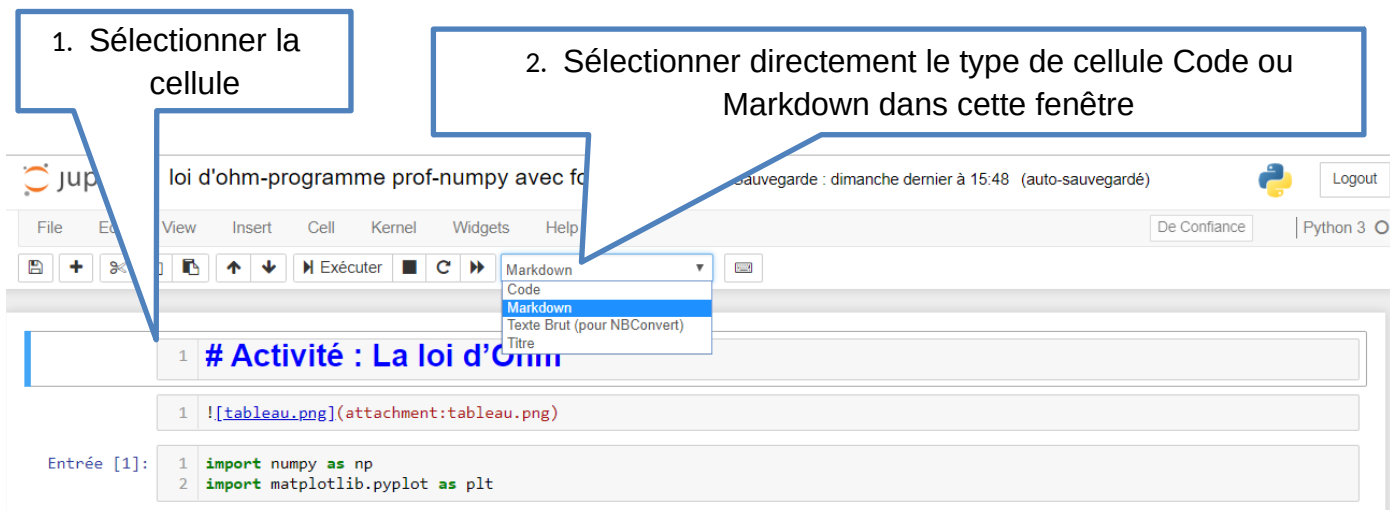 1. Sélectionner la
cellule
2. Sélectionner directement le type de cellule Code ou
Markdown dans cette fenêtre
jup loi d'ohm-programme prof-numpy avec fo Sauvegarde : dimanche dernier à 15:48 (auto-sauvegardé) Logout
File Ed View Insert Cell Kernel Widgets Help De Confiance Python 3
Exécuter Markdown
Code
Markdown
Texte Brut (pour NBConvert)
Titre
1 # Activité : La loi d’Ohm
1 ![tableau.png](attachment:tableau.png)
Entrée [1]: 1 import numpy as np
2 import matplotlib.pyplot as plt